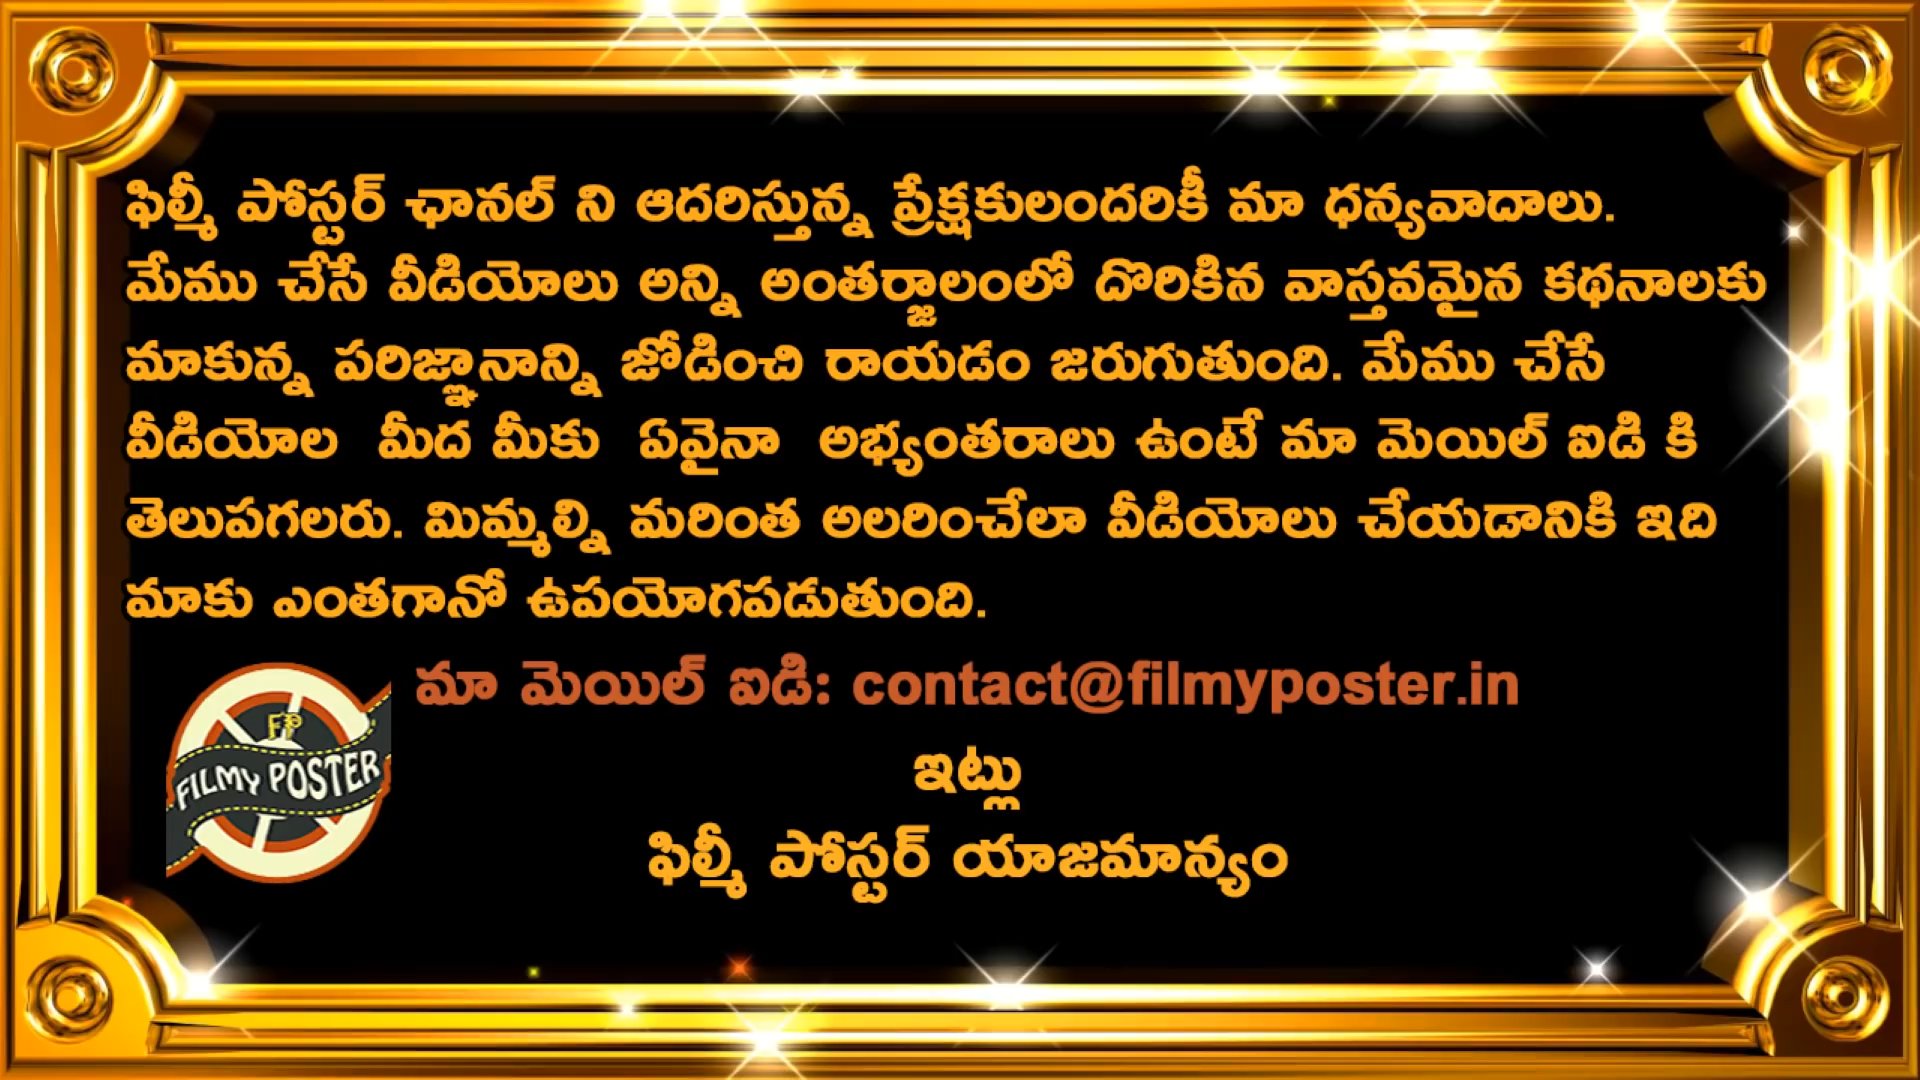 ఫిల్మీ పోస్టర్ ఛానల్ ని ఆదరిస్తున్న ప్రేక్షకులందరికీ మా ధన్యవాదాలు.
మేము చేసే వీడియోలు అన్ని అంతర్జాలంలో దొరికిన వాస్తవమైన కథనాలకు
మాకున్న పరిజ్ఞానాన్ని జోడించి రాయడం జరుగుతుంది. మేము చేసే
వీడియోల మీద మీకు ఏవైనా అభ్యంతరాలు ఉంటే మా మెయిల్ ఐడి కి
తెలుపగలరు. మిమ్మల్ని మరింత అలరించేలా వీడియోలు చేయడానికి ఇది
మాకు ఎంతగానో ఉపయోగపడుతుంది.
మా మెయిల్ ఐడి: contact@filmyposter.in
FP
FILMY POSTER
ఇట్లు
ఫిల్మీ పోస్టర్ యాజమాన్యం